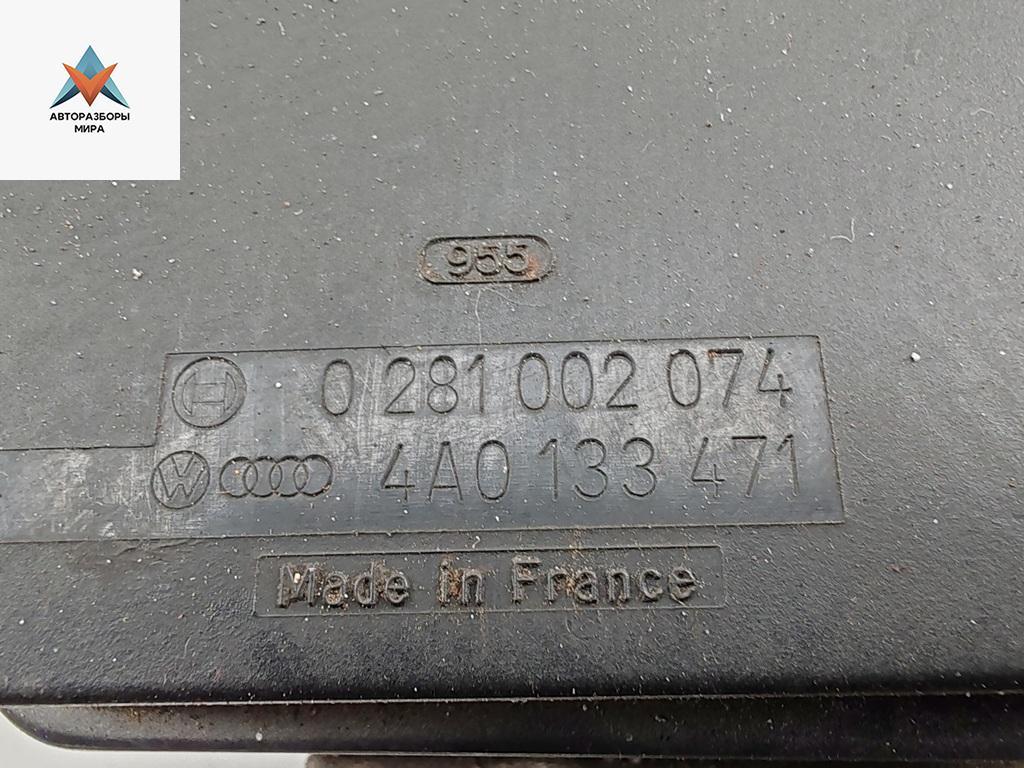 АВТОРАЗБОРЫ
МИРА
955
0 281 002 074
4A0 133 471
Made in France